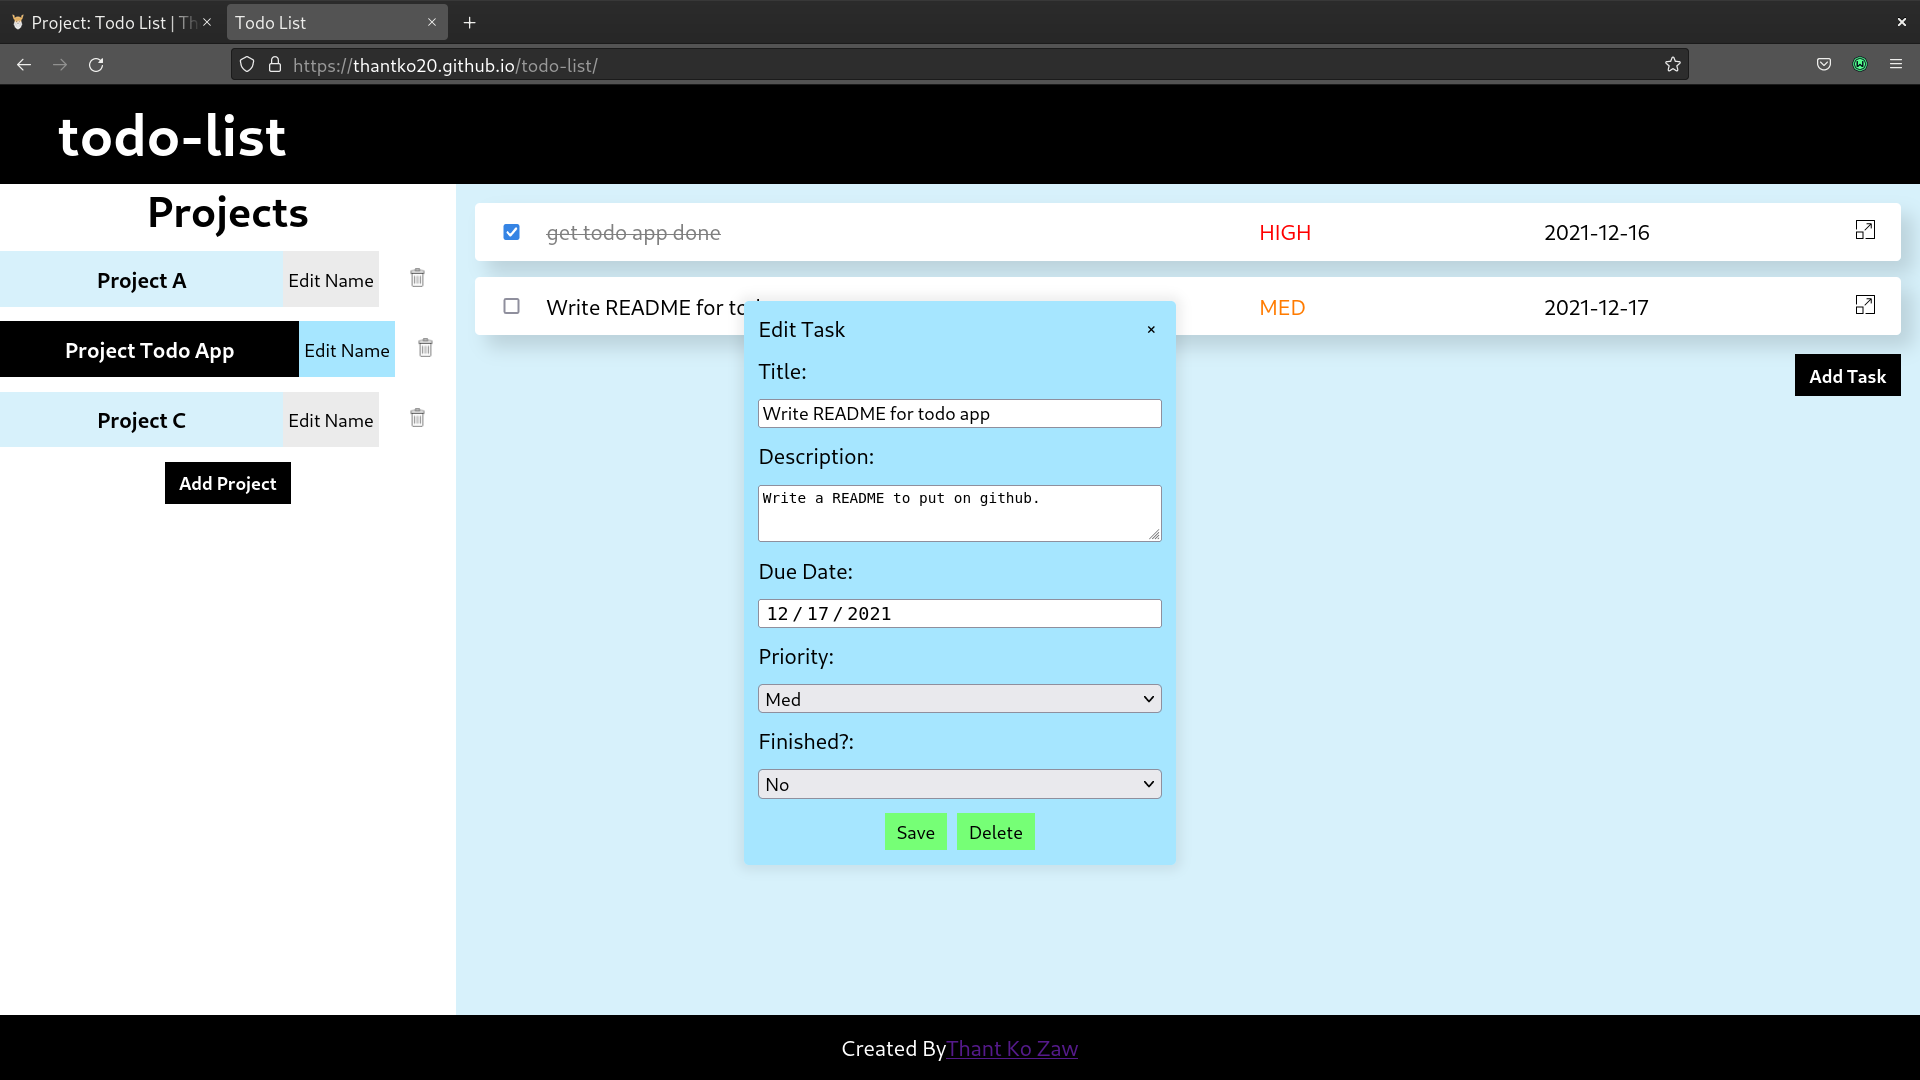 Project: Todo List | Th
Todo List
https://thantko20.github.io/todo-list/
todo-list
Projects
Project A Edit Name
Project Todo App Edit Name
Project C Edit Name
Add Project
get todo app done HIGH 2021-12-16
Write README for tod MED 2021-12-17
Add Task
Edit Task
Title:
Write README for todo app
Description:
Write a README to put on github.
Due Date:
12 / 17 / 2021
Priority:
Med
Finished?:
No
Save Delete
Created ByThant Ko Zaw